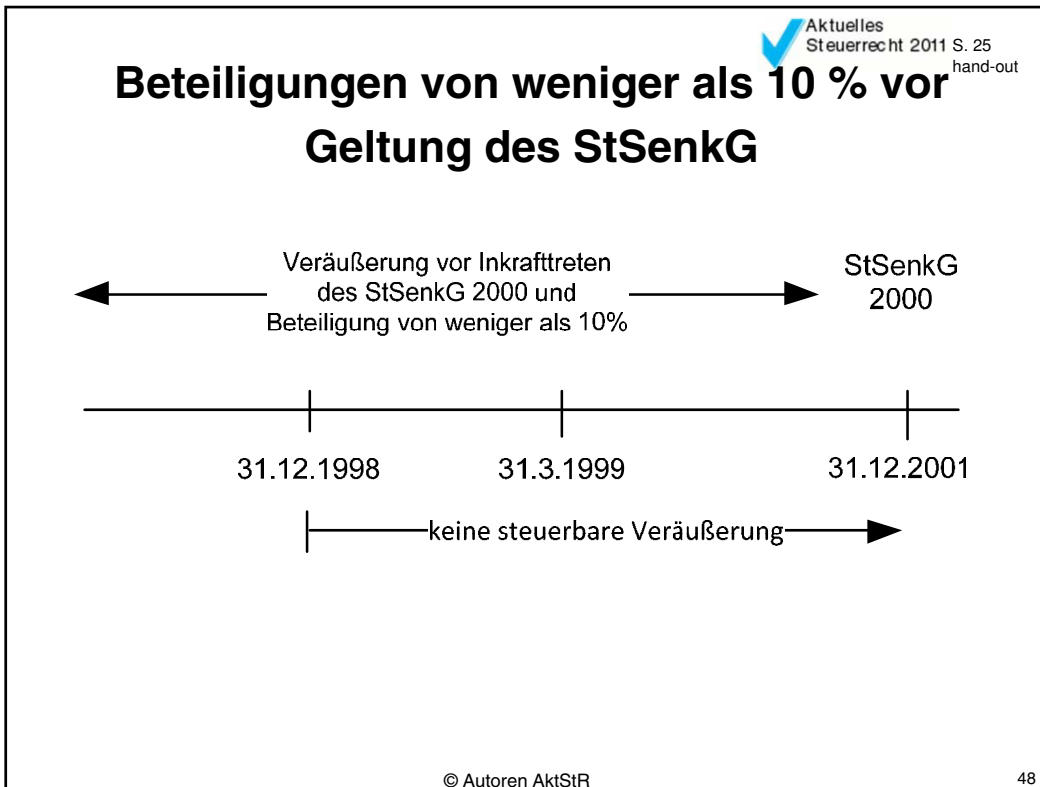 Aktuelles
Steuerrecht 2011 S. 25
hand-out
Beteiligungen von weniger als 10 % vor
Geltung des StSenkG
Veräußerung vor Inkrafttreten
des StSenkG 2000 und
Beteiligung von weniger als 10%
StSenkG
2000
31.12.1998 31.3.1999 31.12.2001
keine steuerbare Veräußerung
© Autoren AktStR 48